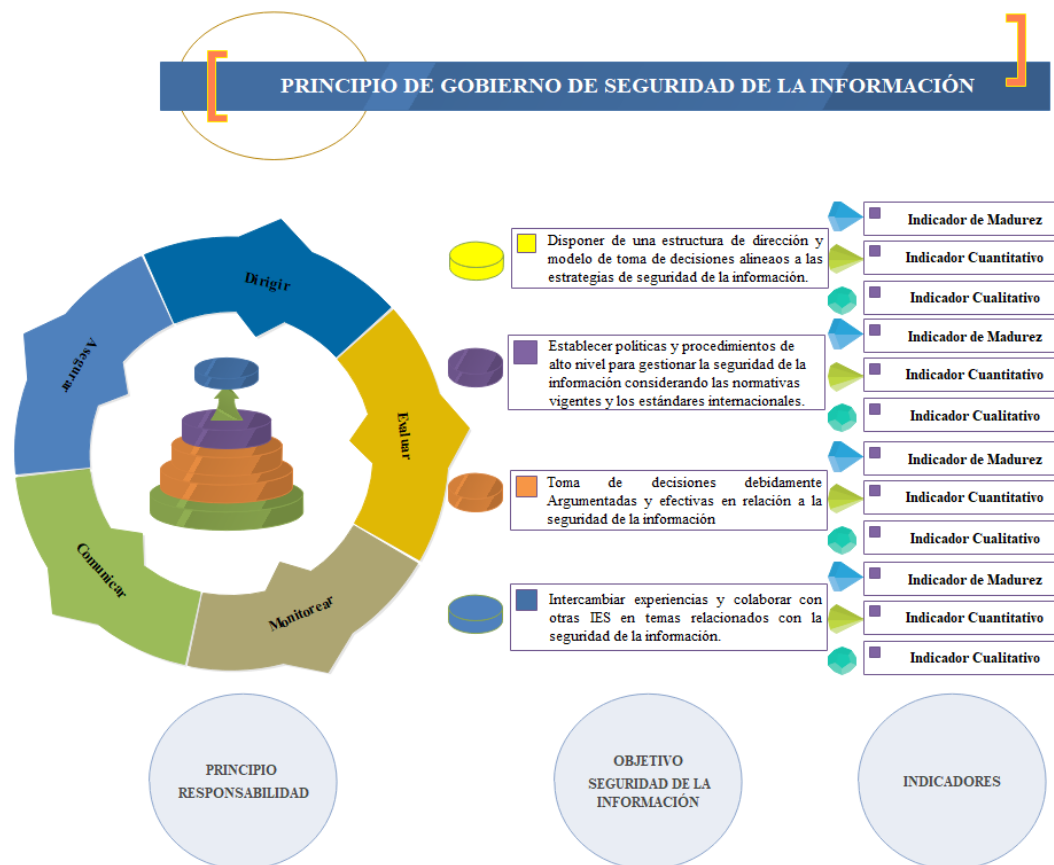 PRINCIPIO DE GOBIERNO DE SEGURIDAD DE LA INFORMACIÓN
Dirigir
Evaluar
Monitorear
Comunicar
Asegurar
Disponer de una estructura de dirección y
modelo de toma de decisiones alineaos a las
estrategias de seguridad de la información.
Indicador de Madurez
Indicador Cuantitativo
Indicador Cualitativo
Establecer políticas y procedimientos de
alto nivel para gestionar la seguridad de la
información considerando las normativas
vigentes y los estándares internacionales.
Indicador de Madurez
Indicador Cuantitativo
Indicador Cualitativo
Toma de decisiones debidamente
Argumentadas y efectivas en relación a la
seguridad de la información
Indicador de Madurez
Indicador Cuantitativo
Indicador Cualitativo
Intercambiar experiencias y colaborar con
otras IES en temas relacionados con la
seguridad de la información.
Indicador de Madurez
Indicador Cuantitativo
Indicador Cualitativo
PRINCIPIO
RESPONSABILIDAD
OBJETIVO
SEGURIDAD DE LA
INFORMACIÓN
INDICADORES